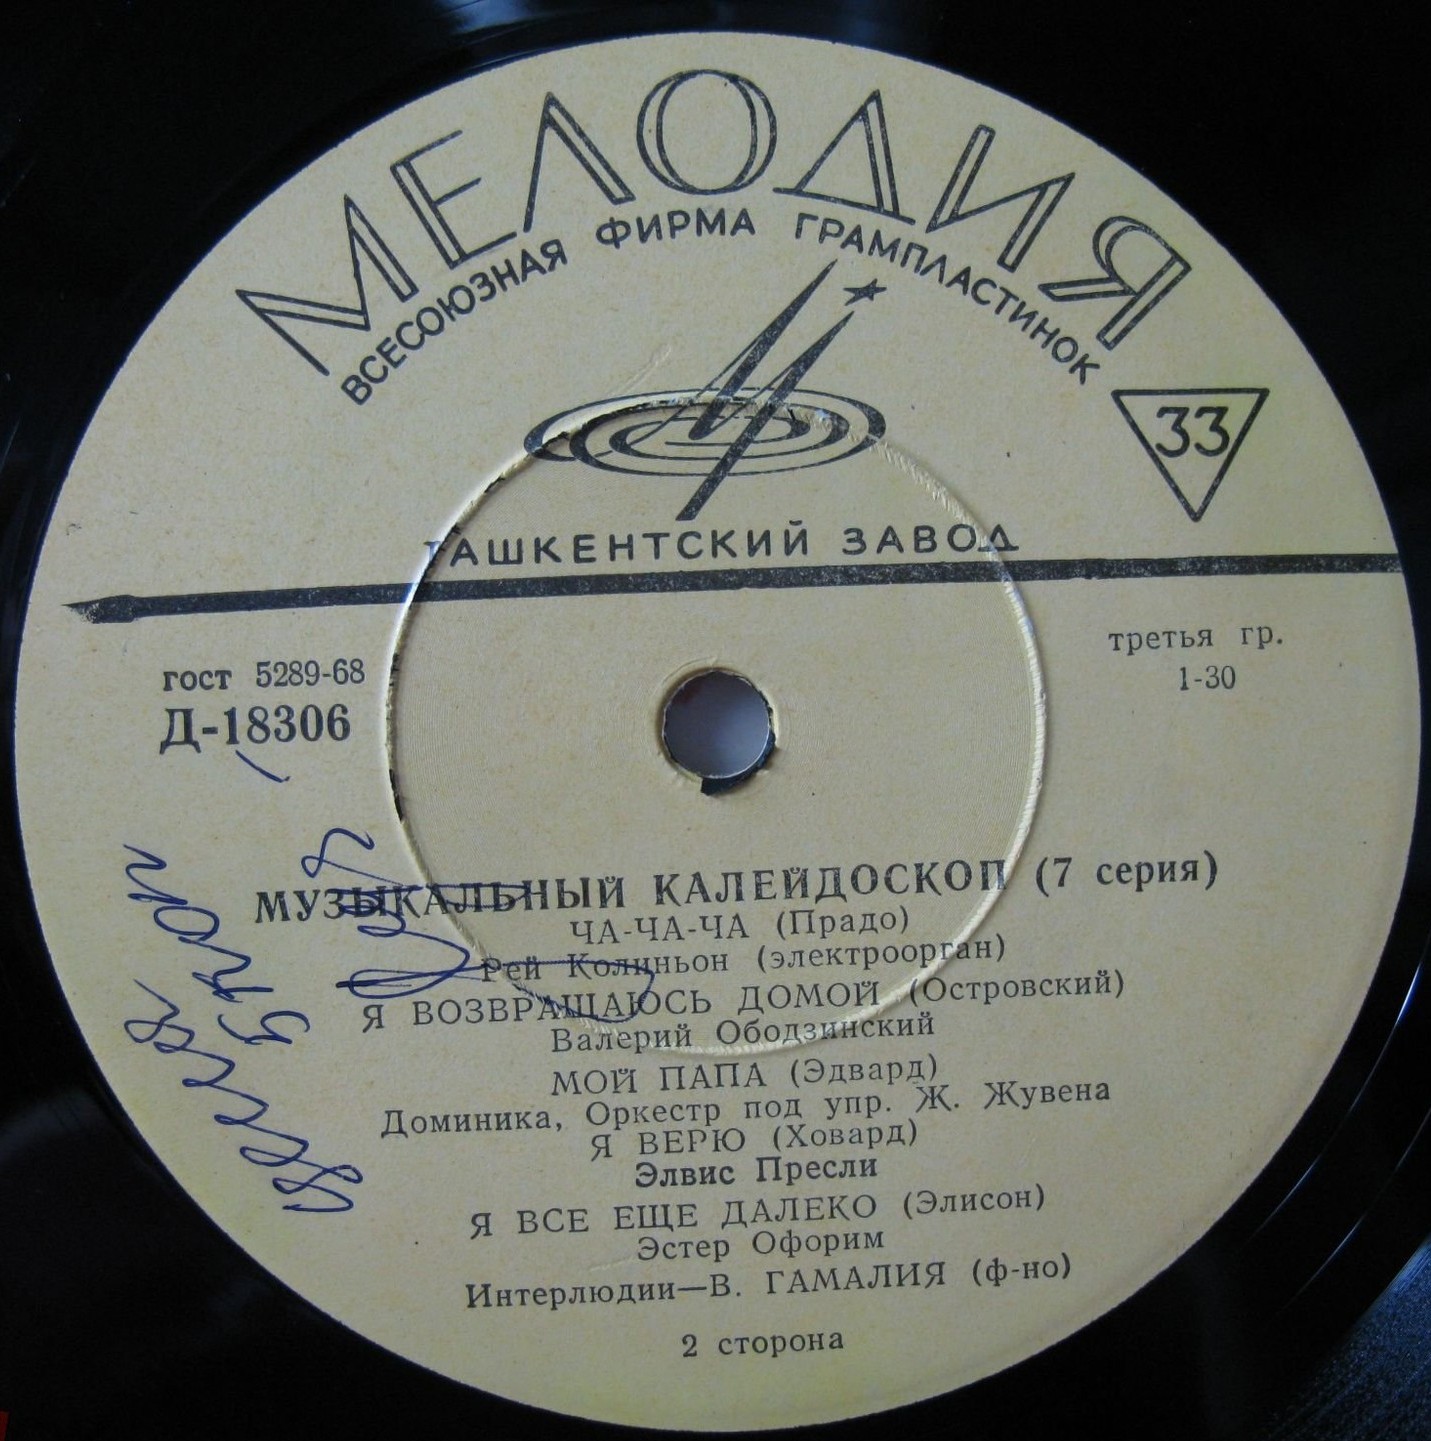 МЕЛОДИЯ
ВСЕСОЮЗНАЯ ФИРМА ГРАМПЛАСТИНОК
33
ТАШКЕНТСКИЙ ЗАВОД
гост 5289-68
третья гр.
Д-18306
1-30
МУЗЫКАЛЬНЫЙ КАЛЕЙДОСКОП (7 серия)
ЧА-ЧА-ЧА (Прадо)
Рей Колиньон (электроорган)
Я ВОЗВРАЩАЮСЬ ДОМОЙ (Островский)
Валерий Ободзинский
МОЙ ПАПА (Эдвард)
Доминика, Оркестр под упр. Ж. Жувена
Я ВЕРЮ (Ховард)
Элвис Пресли
Я ВСЕ ЕЩЕ ДАЛЕКО (Элисон)
Эстер Офорим
Интерлюдии—В. ГАМАЛИЯ (ф-но)
2 сторона